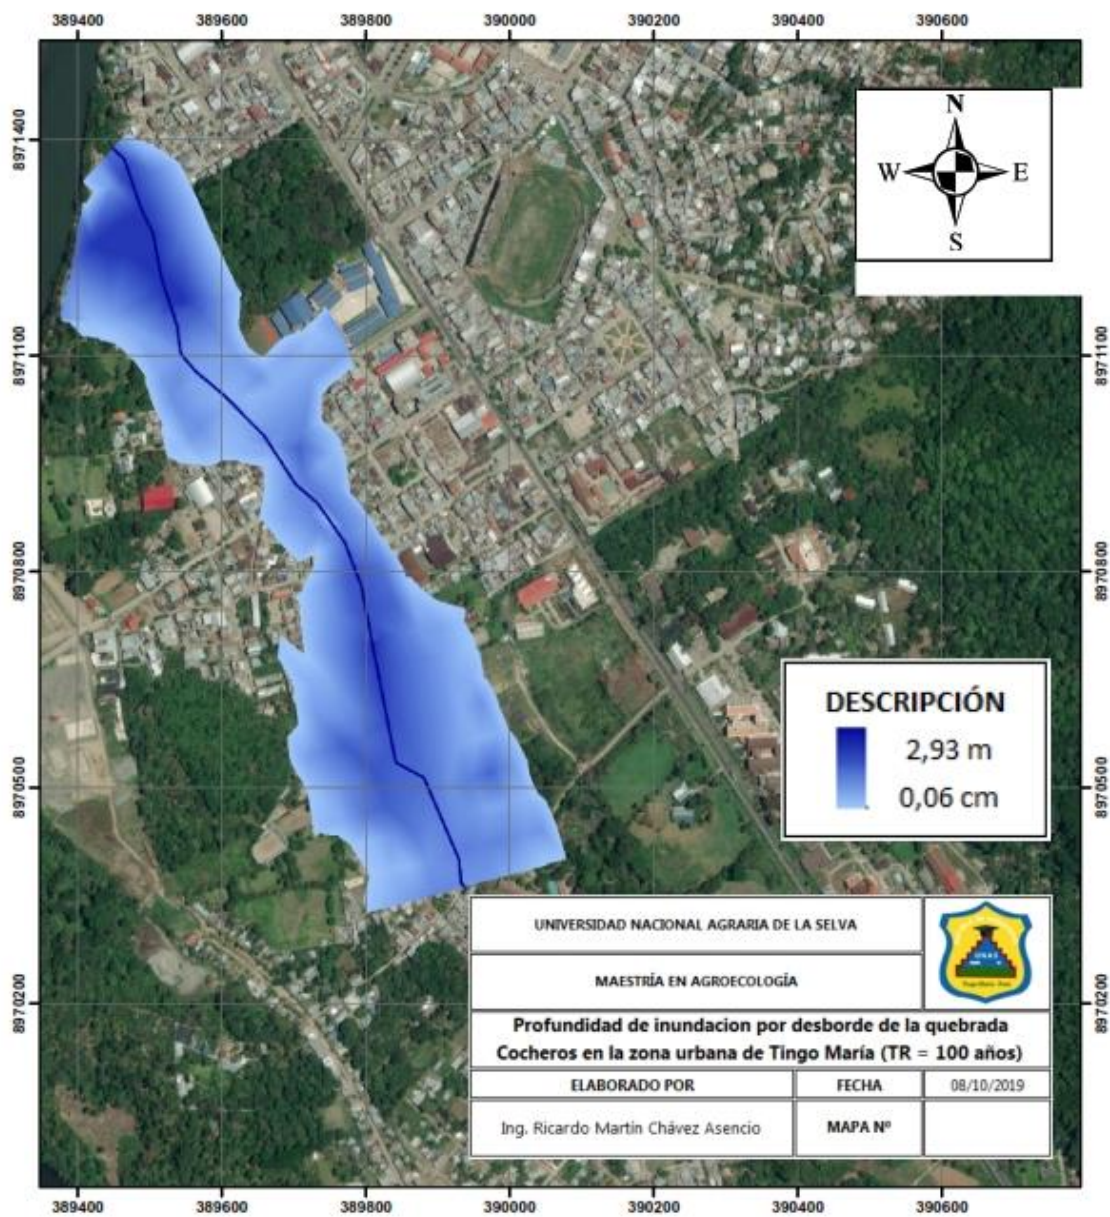 389400 389600 389800 390000 390200 390400 390600
8971400 8971400
8971100 8971100
8970800 8970800
8970500 8970500
8970200 8970200
N
W E
S
DESCRIPCIÓN
2,93 m
0,06 cm
UNIVERSIDAD NACIONAL AGRARIA DE LA SELVA
MAESTRÍA EN AGROECOLOGÍA
UNAS
Profundidad de inundacion por desborde de la quebrada
Cocheros en la zona urbana de Tingo María (TR = 100 años)
ELABORADO POR FECHA 08/10/2019
Ing. Ricardo Martin Chávez Asencio MAPA Nº
389400 389600 389800 390000 390200 390400 390600